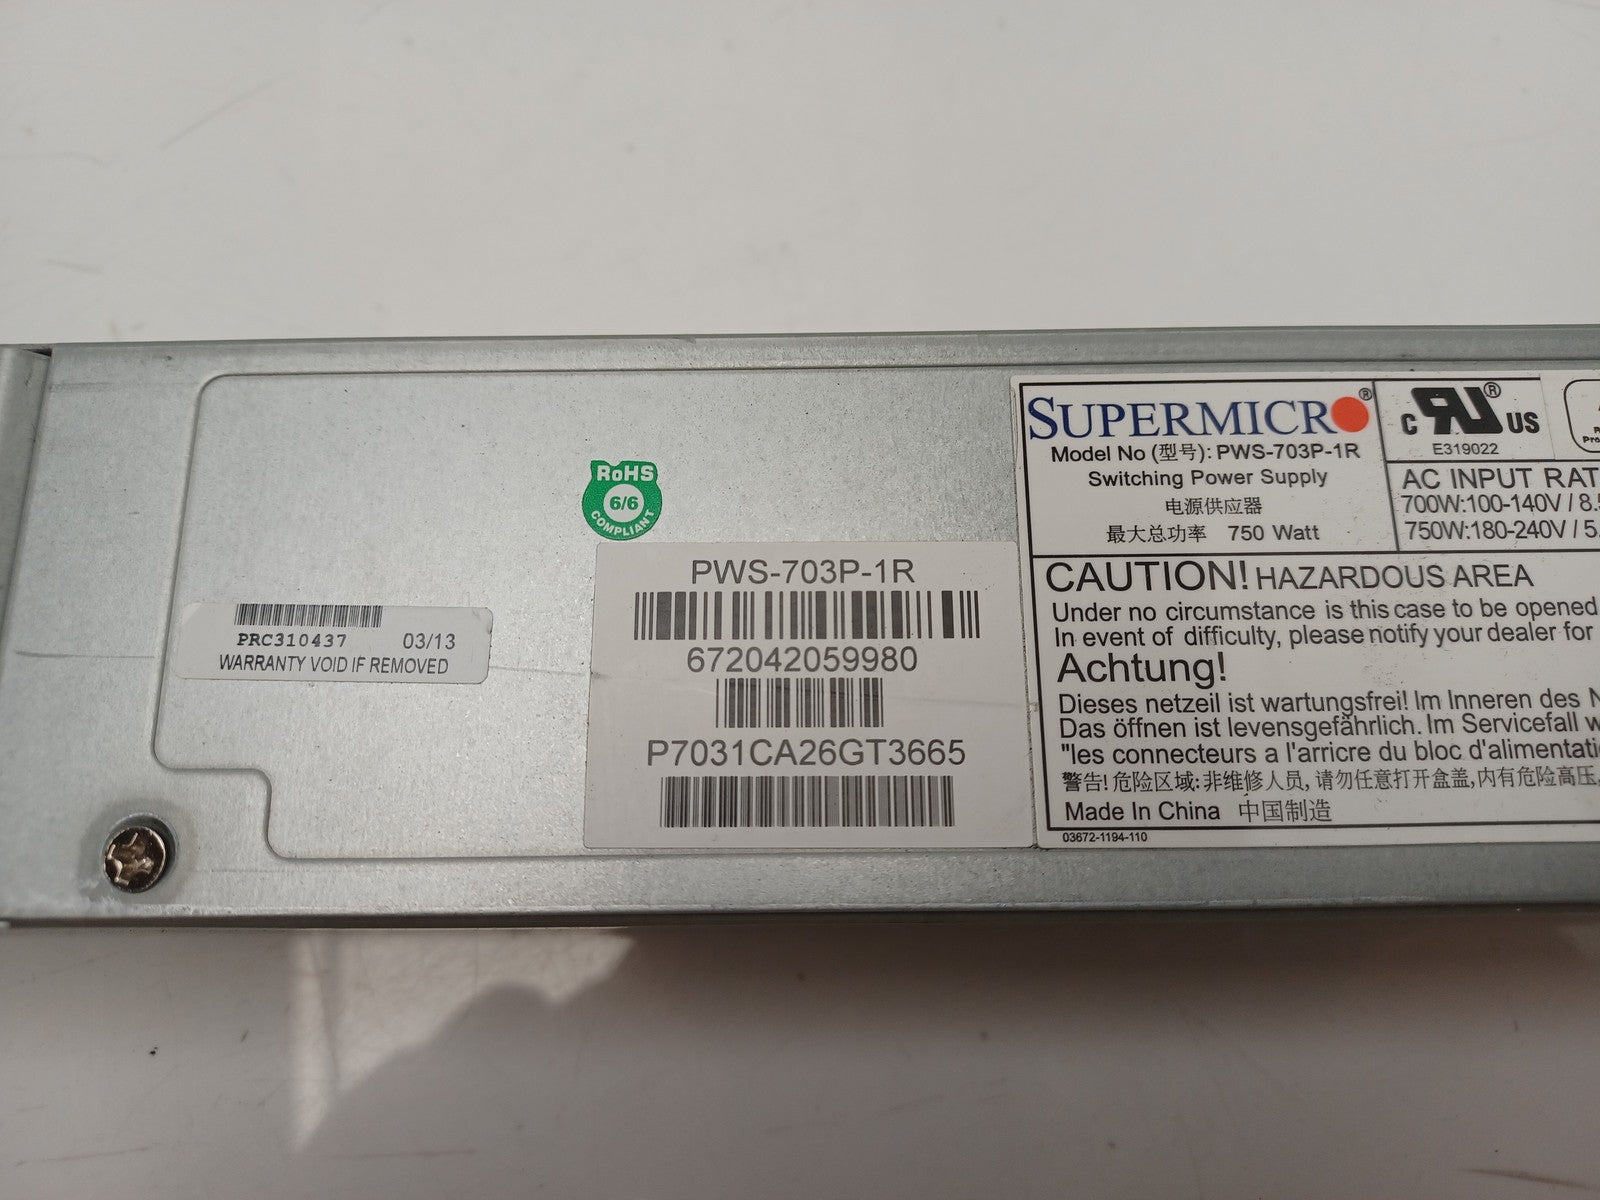 RoHS
6/6
COMPLIANT
PRC310437 03/13
WARRANTY VOID IF REMOVED
PWS-703P-1R
672042059980
P7031CA26GT3665
SUPERMICRO®
Model No (型号): PWS-703P-1R
Switching Power Supply
电源供应器
最大总功率 750 Watt
c RU® US
E319022
AC INPUT RAT
700W:100-140V / 8.5
750W:180-240V / 5.
CAUTION! HAZARDOUS AREA
Under no circumstance is this case to be opened
In event of difficulty, please notify your dealer for
Achtung!
Dieses netzeil ist wartungsfrei! Im Inneren des N
Das öffnen ist levensgefährlich. Im Servicefall w
"les connecteurs a l'arricre du bloc d'alimentati
警告! 危险区域: 非维修人员, 请勿任意打开盒盖, 内有危险高压,
Made In China 中国制造
03672-1194-110